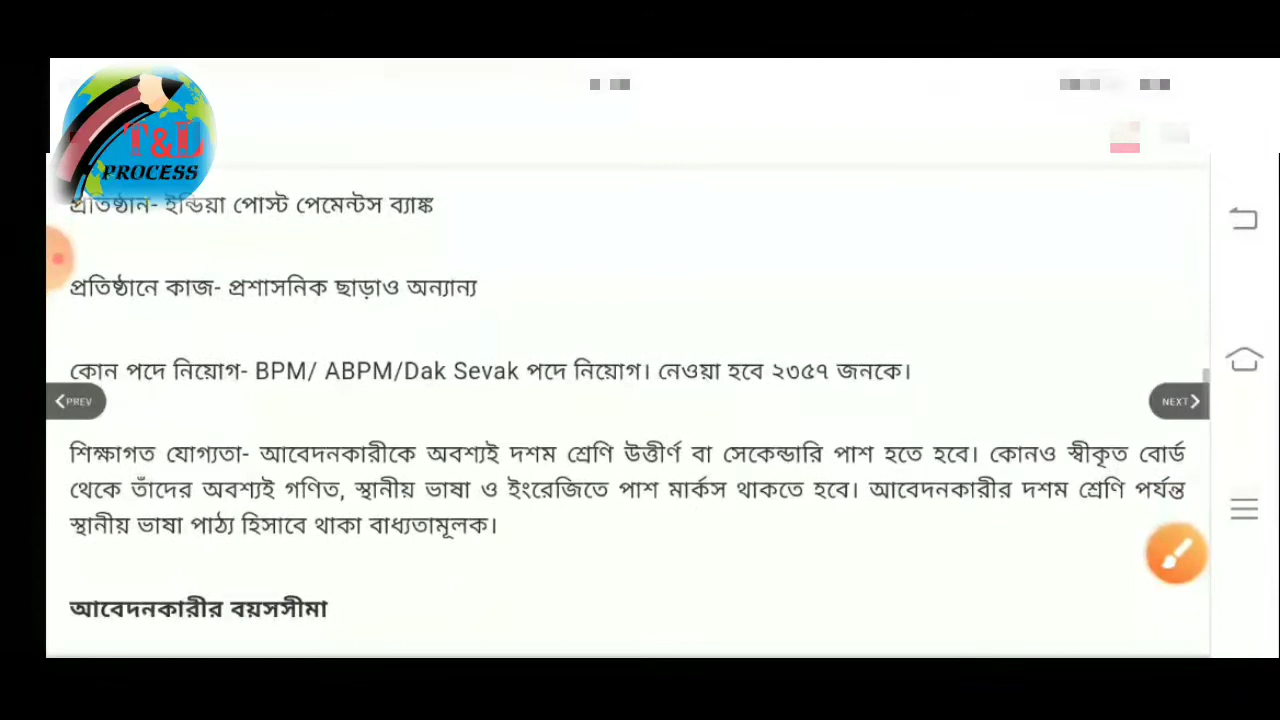 T&L
PROCESS
প্রতিষ্ঠান- ইন্ডিয়া পোস্ট পেমেন্টস ব্যাঙ্ক
প্রতিষ্ঠানে কাজ- প্রশাসনিক ছাড়াও অন্যান্য
কোন পদে নিয়োগ- BPM/ ABPM/Dak Sevak পদে নিয়োগ। নেওয়া হবে ২৩৫৭ জনকে।
PREV
NEXT
শিক্ষাগত যোগ্যতা- আবেদনকারীকে অবশ্যই দশম শ্রেণি উত্তীর্ণ বা সেকেন্ডারি পাশ হতে হবে। কোনও স্বীকৃত বোর্ড
থেকে তাঁদের অবশ্যই গণিত, স্থানীয় ভাষা ও ইংরেজিতে পাশ মার্কস থাকতে হবে। আবেদনকারীর দশম শ্রেণি পর্যন্ত
স্থানীয় ভাষা পাঠ্য হিসাবে থাকা বাধ্যতামূলক।
আবেদনকারীর বয়সসীমা